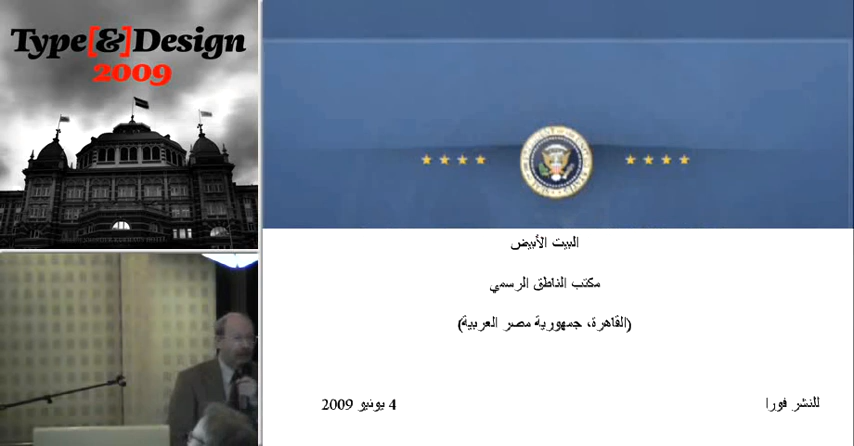 Type[&]Design
2009
البيت الأبيض
مكتب الناطق الرسمي
(القاهرة، جمهورية مصر العربية)
للنشر فورا
4 يونيو 2009